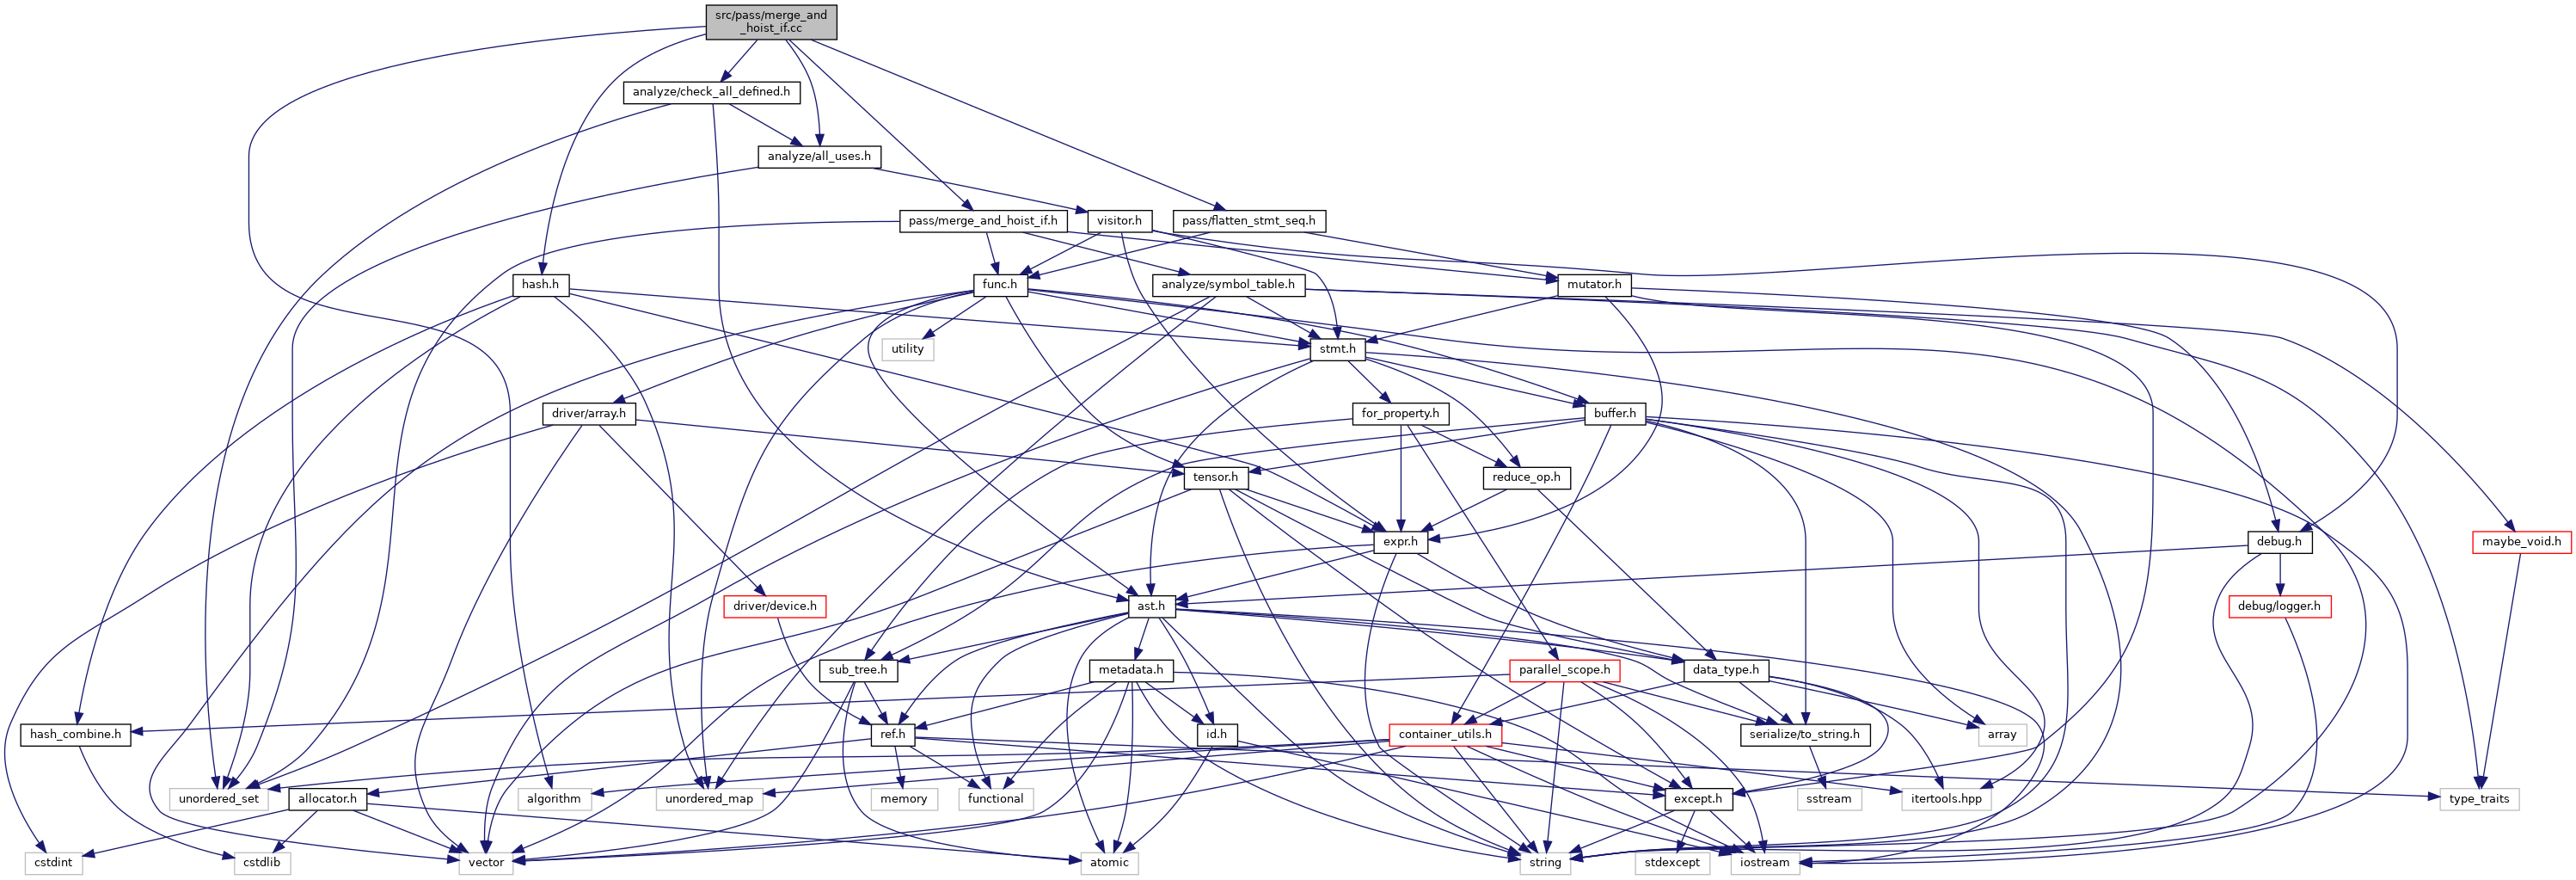 src/pass/merge_and
_hoist_if.cc
analyze/check_all_defined.h
analyze/all_uses.h
pass/merge_and_hoist_if.h
visitor.h
pass/flatten_stmt_seq.h
hash.h
func.h
analyze/symbol_table.h
mutator.h
utility
stmt.h
driver/array.h
for_property.h
buffer.h
tensor.h
reduce_op.h
expr.h
debug.h
maybe_void.h
driver/device.h
ast.h
debug/logger.h
sub_tree.h
metadata.h
parallel_scope.h
data_type.h
hash_combine.h
ref.h
id.h
container_utils.h
serialize/to_string.h
array
unordered_set
allocator.h
algorithm
unordered_map
memory
functional
except.h
sstream
itertools.hpp
type_traits
cstdint
cstdlib
vector
atomic
string
stdexcept
iostream